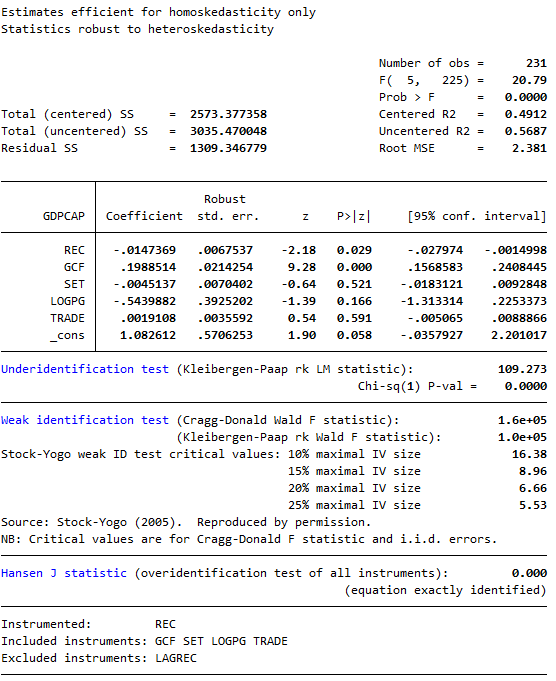 Estimates efficient for homoskedasticity only
Statistics robust to heteroskedasticity
Number of obs = 231
F( 5, 225) = 20.79
Prob > F = 0.0000
Total (centered) SS = 2573.377358 Centered R2 = 0.4912
Total (uncentered) SS = 3035.470048 Uncentered R2 = 0.5687
Residual SS = 1309.346779 Root MSE = 2.381
Robust
GDPCAP Coefficient std. err. z P>|z| [95% conf. interval]
REC -.0147369 .0067537 -2.18 0.029 -.027974 -.0014998
GCF .1988514 .0214254 9.28 0.000 .1568583 .2408445
SET -.0045137 .0070402 -0.64 0.521 -.0183121 .0092848
LOGPG -.5439882 .3925202 -1.39 0.166 -1.313314 .2253373
TRADE .0019108 .0035592 0.54 0.591 -.005065 .0088866
_cons 1.082612 .5706253 1.90 0.058 -.0357927 2.201017
Underidentification test (Kleibergen-Paap rk LM statistic): 109.273
Chi-sq(1) P-val = 0.0000
Weak identification test (Cragg-Donald Wald F statistic): 1.6e+05
(Kleibergen-Paap rk Wald F statistic): 1.0e+05
Stock-Yogo weak ID test critical values: 10% maximal IV size 16.38
15% maximal IV size 8.96
20% maximal IV size 6.66
25% maximal IV size 5.53
Source: Stock-Yogo (2005). Reproduced by permission.
NB: Critical values are for Cragg-Donald F statistic and i.i.d. errors.
Hansen J statistic (overidentification test of all instruments): 0.000
(equation exactly identified)
Instrumented: REC
Included instruments: GCF SET LOGPG TRADE
Excluded instruments: LAGREC